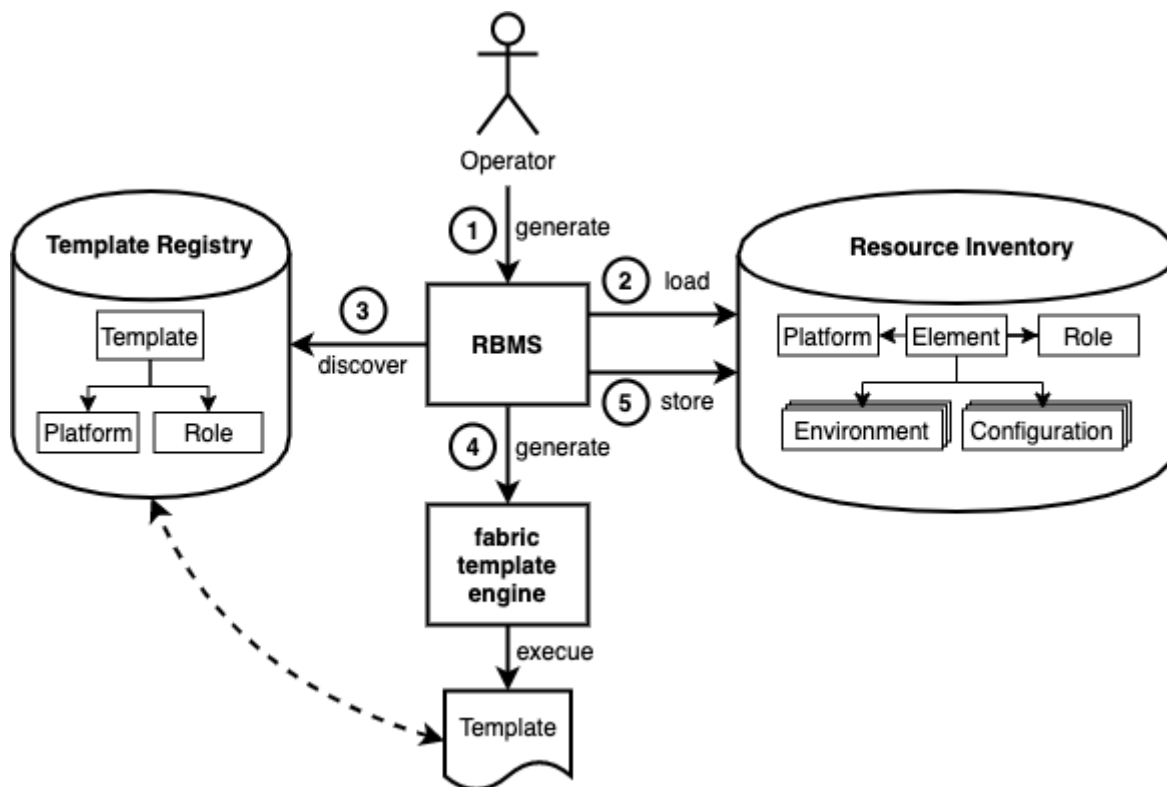 Operator
1
generate
Template Registry
Resource Inventory
2
load
3
discover
RBMS
Template
Platform
Role
Platform
Element
Role
5
store
Environment
Configuration
4
generate
fabric
template
engine
execue
Template